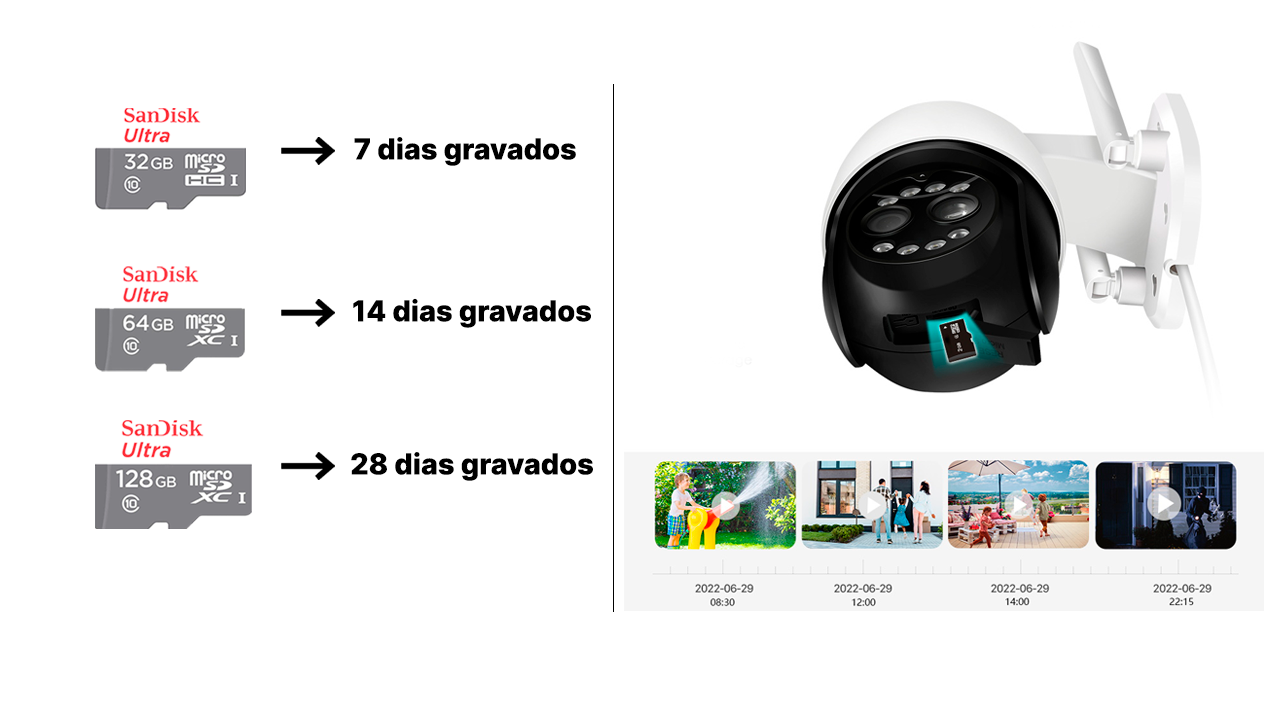 SanDisk
Ultra
32GB
micro
SD
HC I
10
7 dias gravados
SanDisk
Ultra
64GB
micro
SD
XC I
10
14 dias gravados
SanDisk
Ultra
128GB
micro
SD
XC I
10
28 dias gravados
2022-06-29
08:30
2022-06-29
12:00
2022-06-29
14:00
2022-06-29
22:15